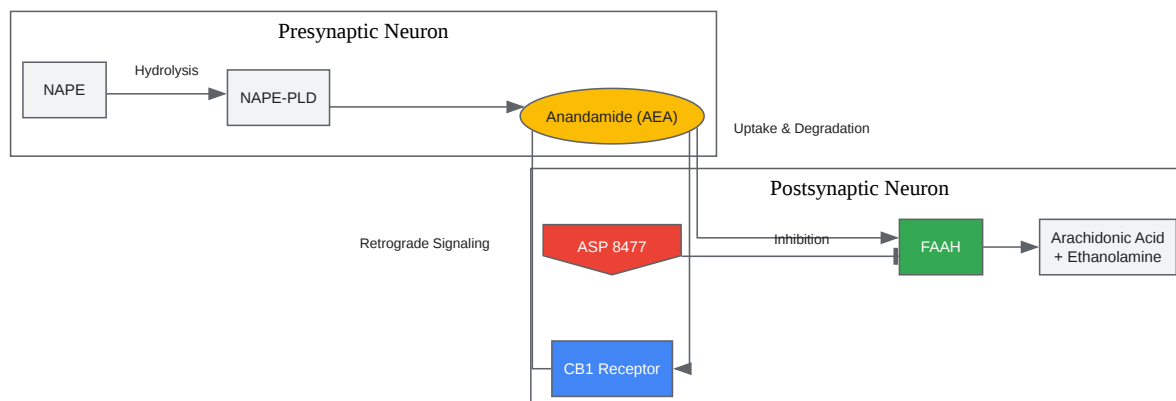 Presynaptic Neuron
Hydrolysis
NAPE
NAPE-PLD
Anandamide (AEA)
Uptake & Degradation
Postsynaptic Neuron
Retrograde Signaling
ASP 8477
Inhibition
FAAH
Arachidonic Acid
+ Ethanolamine
CB1 Receptor